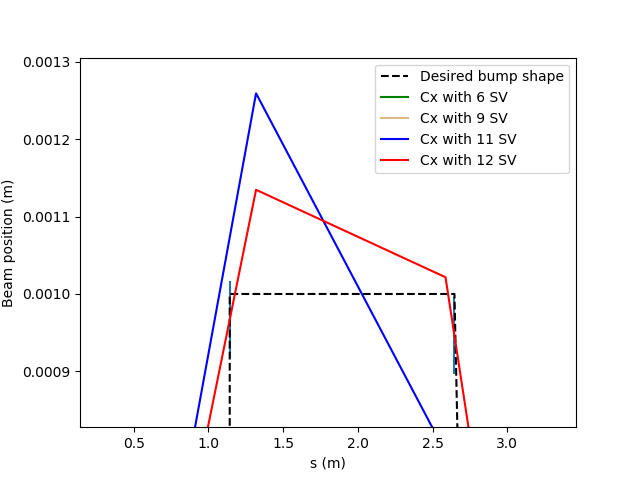 0.0013
0.0012
0.0011
0.0010
0.0009
Beam position (m)
Desired bump shape
Cx with 6 SV
Cx with 9 SV
Cx with 11 SV
Cx with 12 SV
0.5 1.0 1.5 2.0 2.5 3.0
s (m)